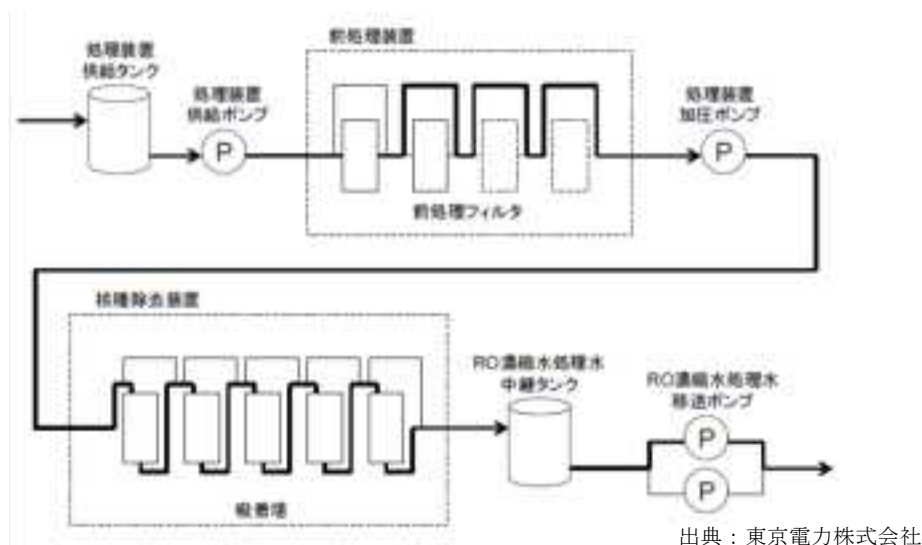 前処理装置
処理装置
供給タンク
処理装置
供給ポンプ
処理装置
加圧ポンプ
P
P
前処理フィルタ
核種除去装置
RO濃縮水処理水
中継タンク
RO濃縮水処理水
移送ポンプ
P
P
吸着塔
出典：東京電力株式会社